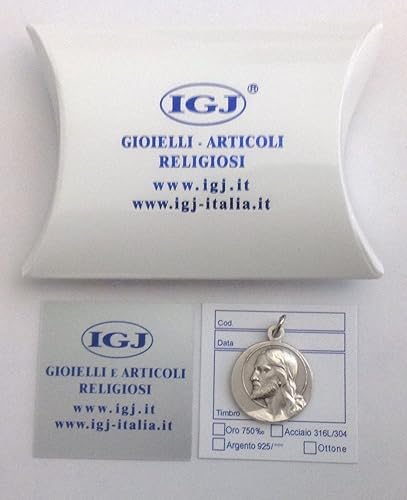 IGJ ®
GIOIELLI - ARTICOLI
RELIGIOSI
www.igj.it
www.igj-italia.it
IGJ
GIOIELLI E ARTICOLI
RELIGIOSI
www.igj.it
www.igj-italia.it
Cod.
Data
Timbro
Oro 750‰ Acciaio 316L/304
Argento 925/°°° Ottone